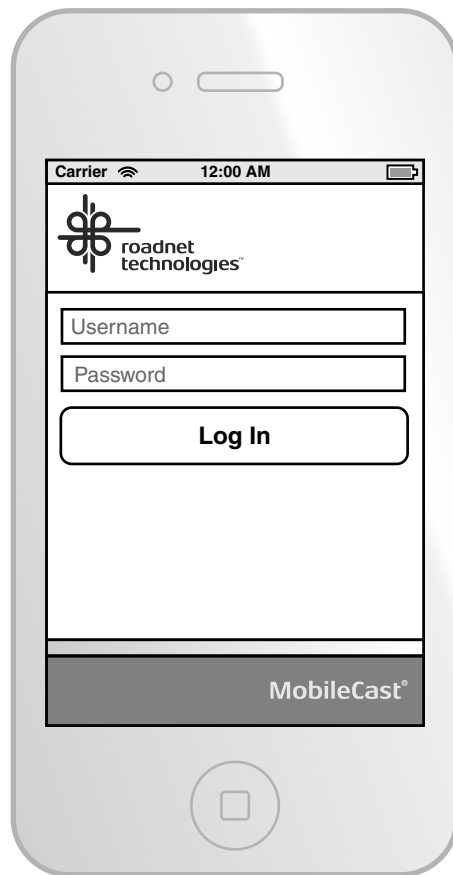 Carrier 12:00 AM
roadnet
technologies™
Username
Password
Log In
MobileCast®